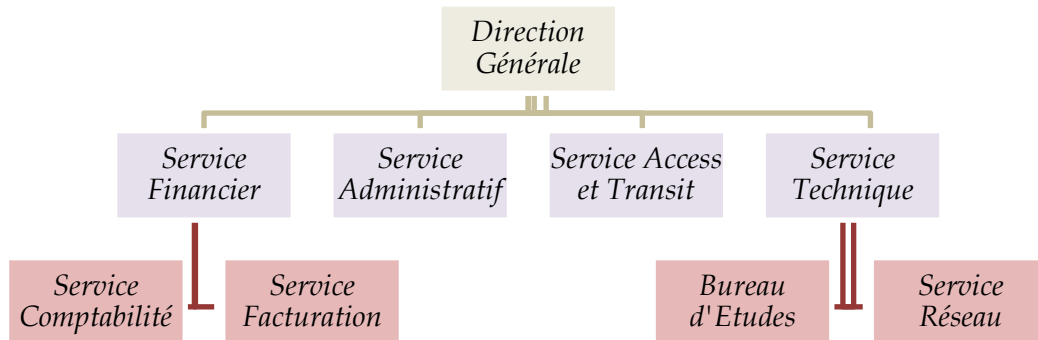 Direction
Générale
Service
Financier
Service
Administratif
Service Access
et Transit
Service
Technique
Service
Comptabilité
Service
Facturation
Bureau
d'Etudes
Service
Réseau